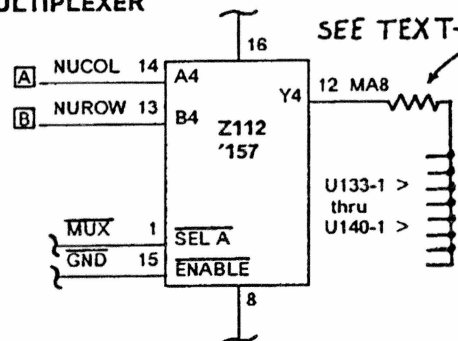 ULTIPLEXER
SEE TEXT-
16
A NUCOL 14 A4
Y4 12 MA8
B NUROW 13 B4
Z112
'157
U133-1 >
thru
U140-1 >
MUX 1 SEL A
GND 15 ENABLE
8